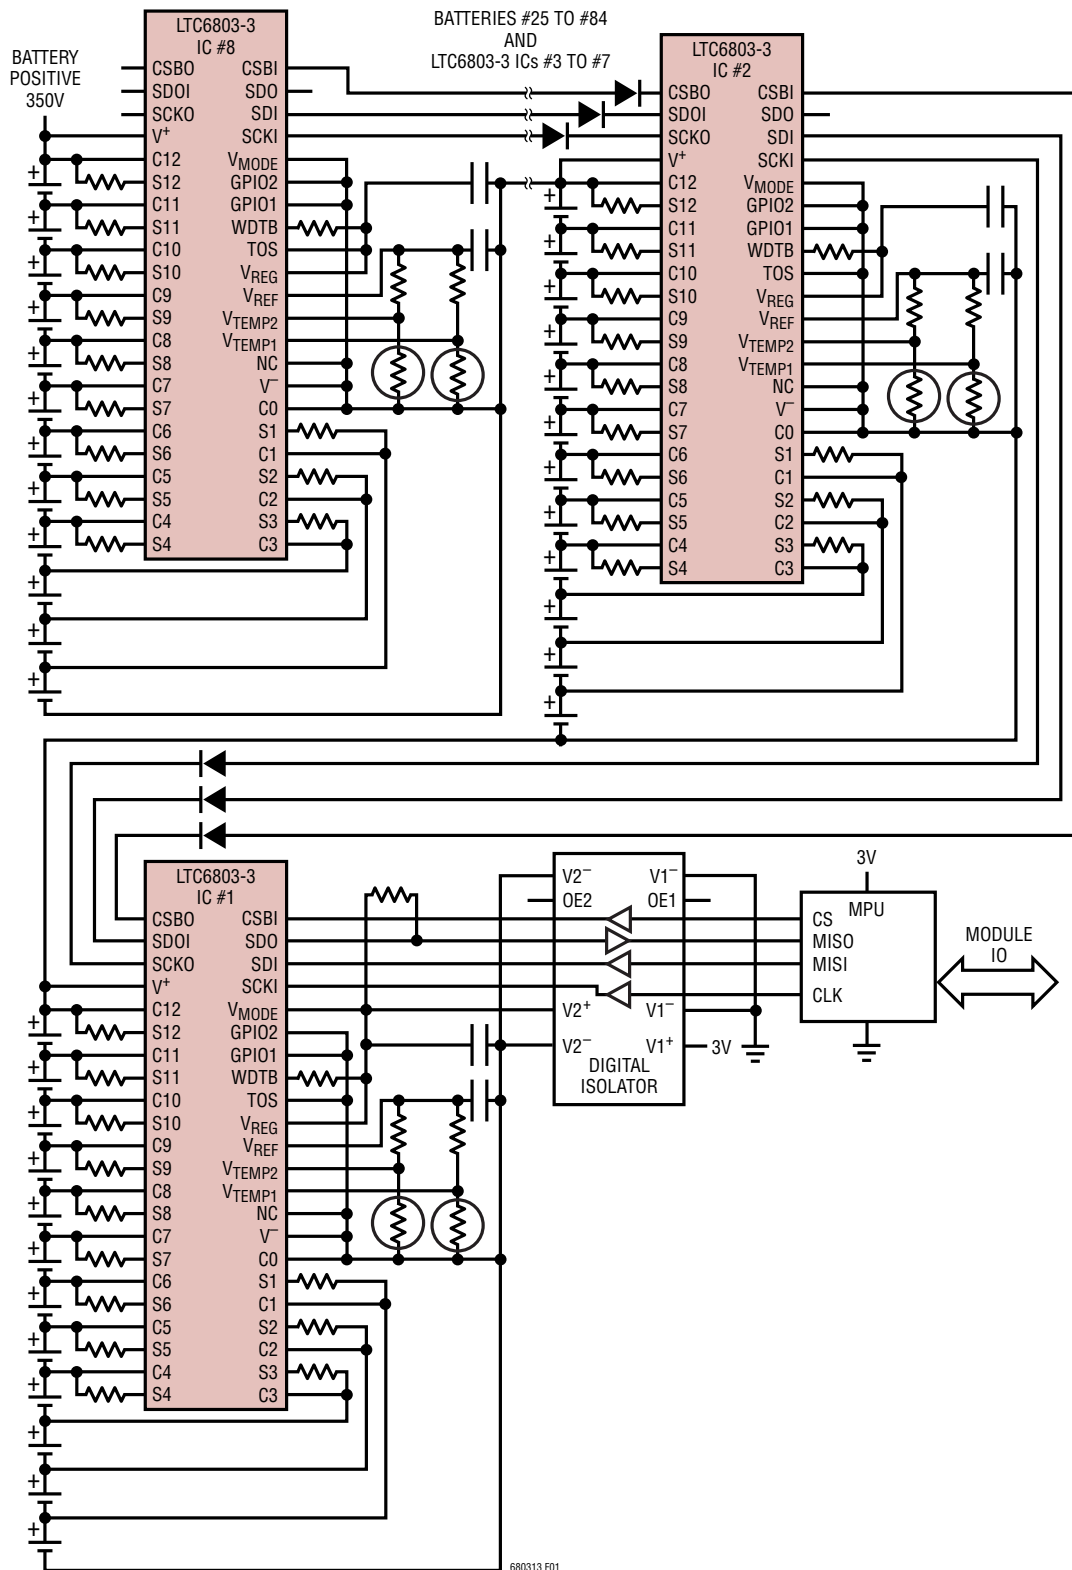 BATTERIES #25 TO #84
AND
LTC6803-3 ICs #3 TO #7
BATTERY
POSITIVE
350V
LTC6803-3
IC #8
CSBO
SDOI
SCKO
V+
C12
S12
C11
S11
C10
S10
C9
S9
C8
S8
C7
S7
C6
S6
C5
S5
C4
S4
CSBI
SDO
SDI
SCKI
VMODE
GPIO2
GPIO1
WDTB
TOS
VREG
VREF
VTEMP2
VTEMP1
NC
V–
C0
S1
C1
S2
C2
S3
C3
+
+
+
+
+
+
+
+
+
+
+
+
LTC6803-3
IC #2
CSBO
SDOI
SCKO
V+
C12
S12
C11
S11
C10
S10
C9
S9
C8
S8
C7
S7
C6
S6
C5
S5
C4
S4
CSBI
SDO
SDI
SCKI
VMODE
GPIO2
GPIO1
WDTB
TOS
VREG
VREF
VTEMP2
VTEMP1
NC
V–
C0
S1
C1
S2
C2
S3
C3
+
+
+
+
+
+
+
+
+
+
+
+
LTC6803-3
IC #1
CSBO
SDOI
SCKO
V+
C12
S12
C11
S11
C10
S10
C9
S9
C8
S8
C7
S7
C6
S6
C5
S5
C4
S4
CSBI
SDO
SDI
SCKI
VMODE
GPIO2
GPIO1
WDTB
TOS
VREG
VREF
VTEMP2
VTEMP1
NC
V–
C0
S1
C1
S2
C2
S3
C3
+
+
+
+
+
+
+
+
+
+
+
+
V2–
OE2
V2+
V2–
V1–
OE1
V1–
V1+
DIGITAL
ISOLATOR
3V
3V
MPU
CS
MISO
MISI
CLK
MODULE
IO
680313 F01